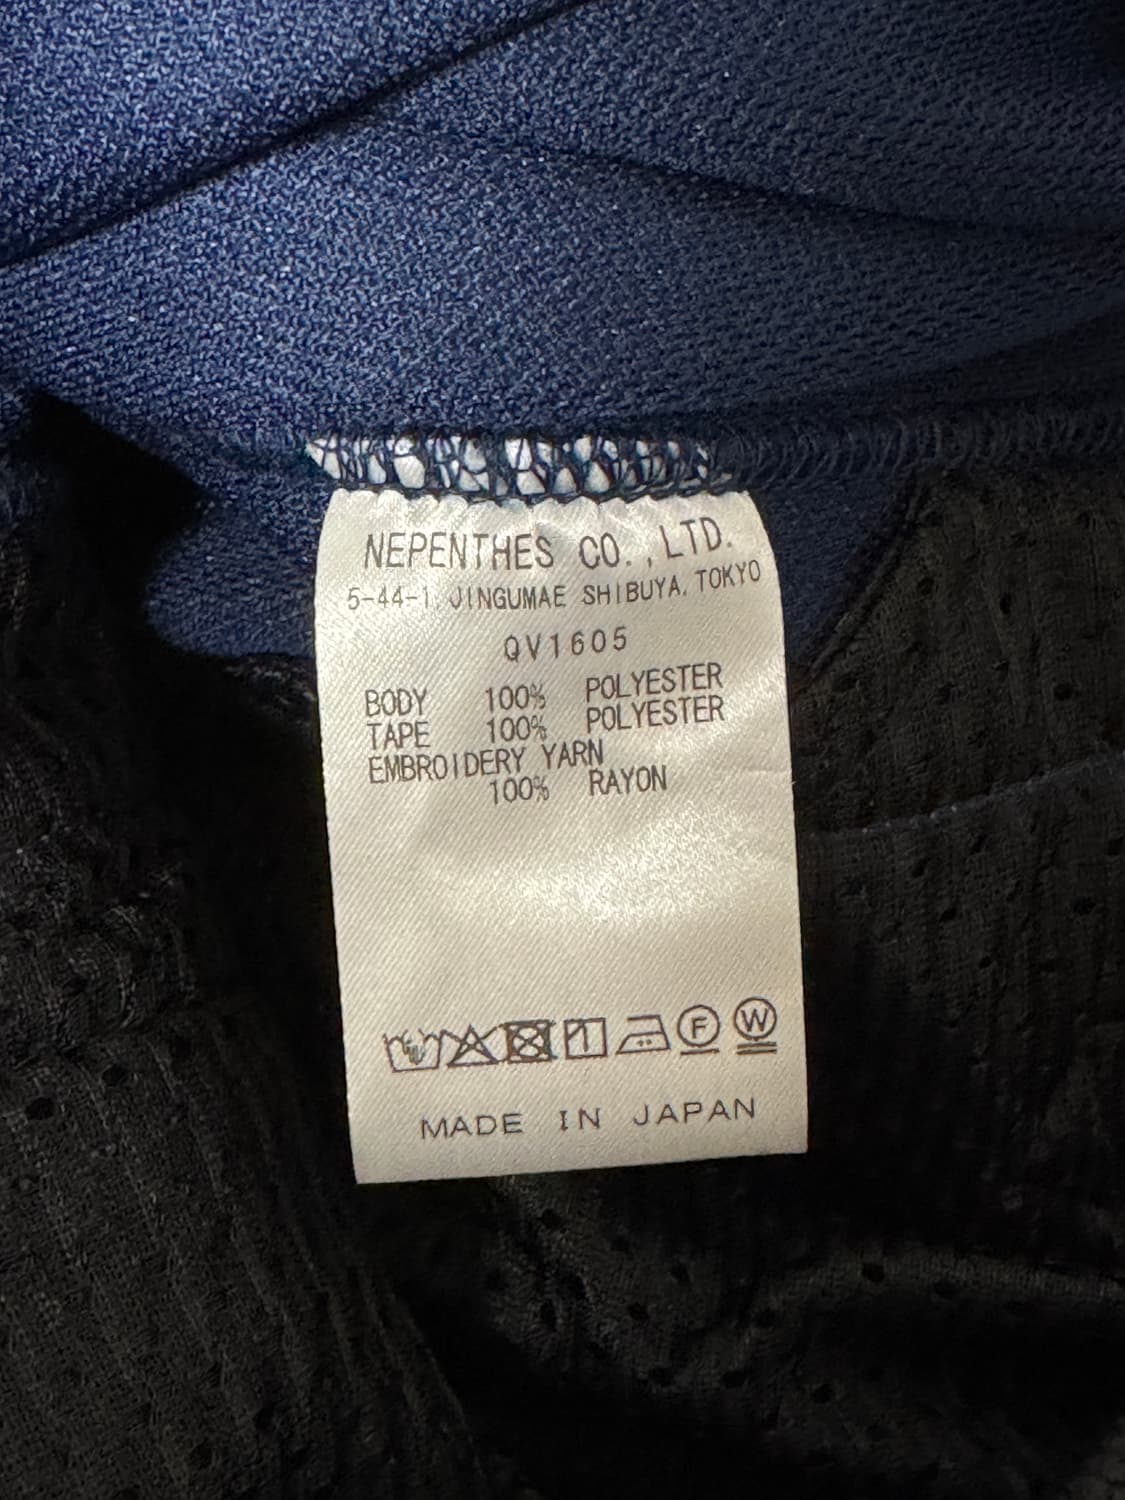 NEPENTHES CO.,LTD.
5-44-1, JINGUMAE SHIBUYA, TOKYO
QV1605
BODY 100% POLYESTER
TAPE 100% POLYESTER
EMBROIDERY YARN
100% RAYON
F W
MADE IN JAPAN